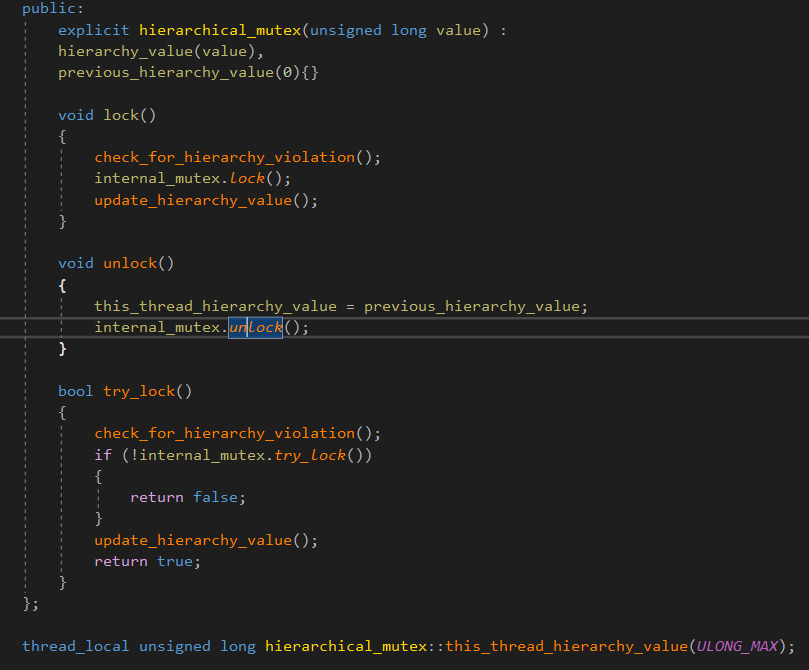 public:
explicit hierarchical_mutex(unsigned long value) :
hierarchy_value(value),
previous_hierarchy_value(0){}
void lock()
{
check_for_hierarchy_violation();
internal_mutex.lock();
update_hierarchy_value();
}
void unlock()
{
this_thread_hierarchy_value = previous_hierarchy_value;
internal_mutex.unlock();
}
bool try_lock()
{
check_for_hierarchy_violation();
if (!internal_mutex.try_lock())
{
return false;
}
update_hierarchy_value();
return true;
}
};
thread_local unsigned long hierarchical_mutex::this_thread_hierarchy_value(ULONG_MAX);